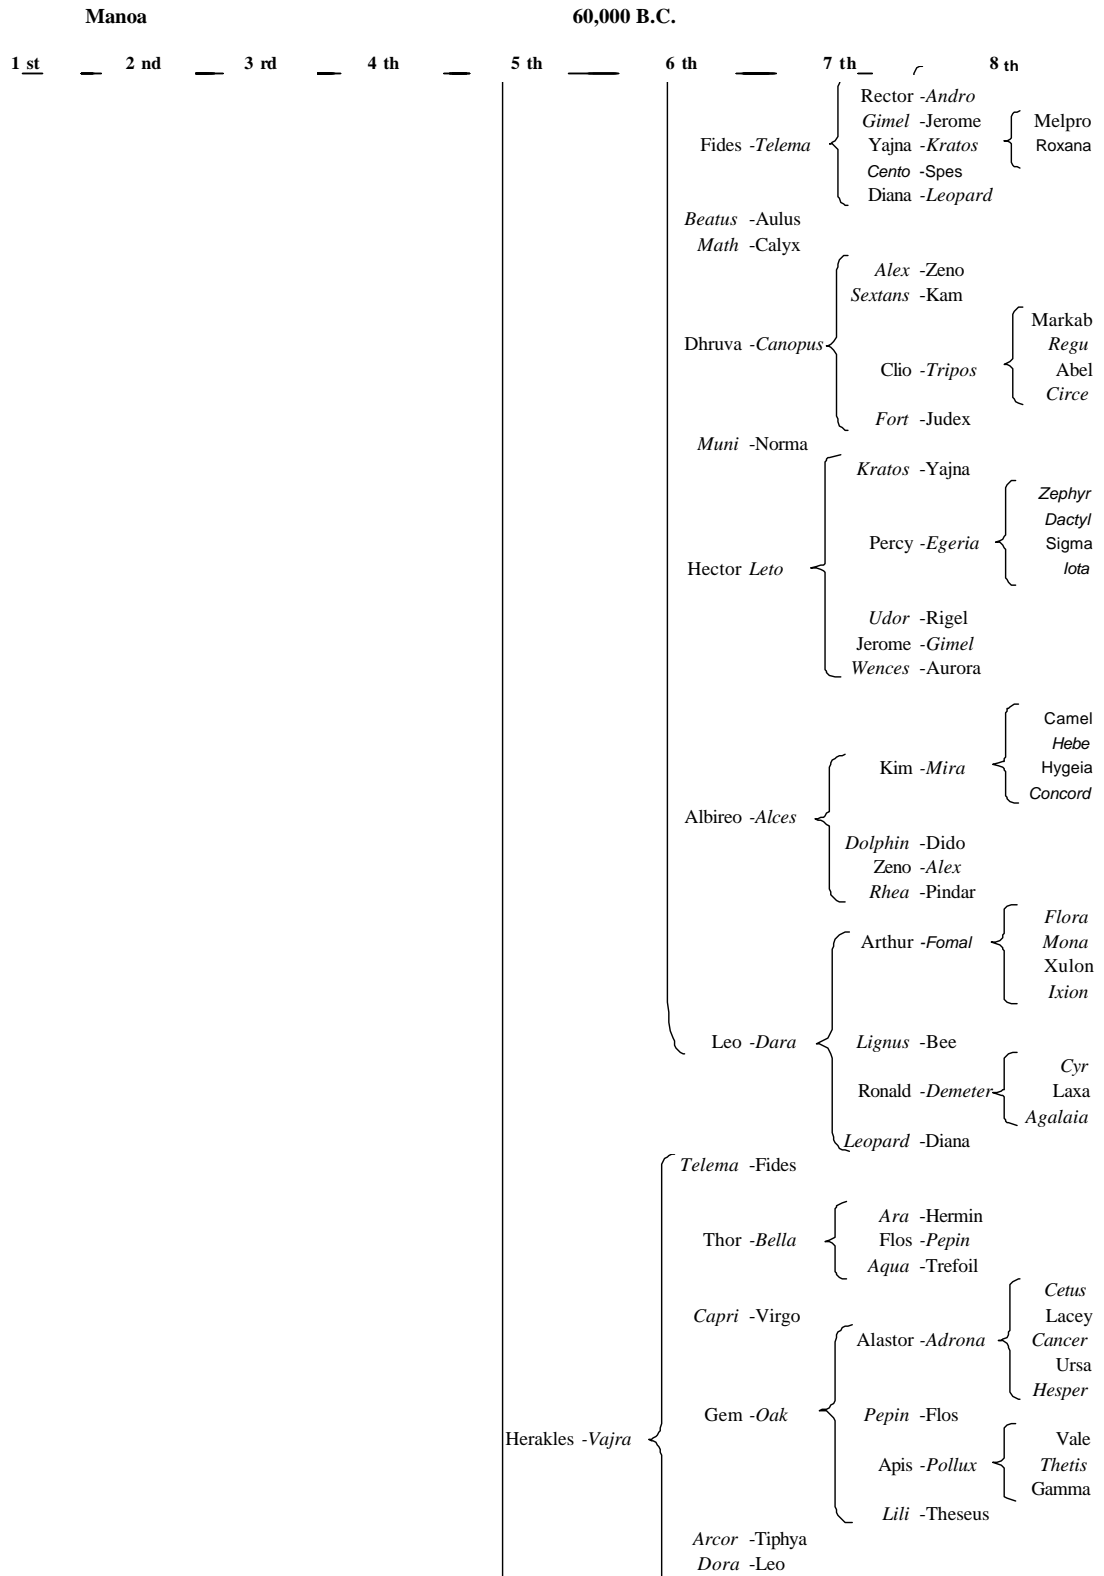 Manoa 60,000 B.C.
1 st 2 nd 3 rd 4 th 5 th 6 th 7 th 8 th
Rector -Andro
Gimel -Jerome Melpro
Fides -Telema Yajna -Kratos Roxana
Cento -Spes
Diana -Leopard
Beatus -Aulus
Math -Calyx
Alex -Zeno
Sextans -Kam
Markab
Dhruva -Canopus Regu
Clio -Tripos Abel
Circe
Fort -Judex
Muni -Norma
Kratos -Yajna
Zephyr
Dactyl
Percy -Egeria Sigma
Hector Leto Iota
Udor -Rigel
Jerome -Gimel
Wences -Aurora
Camel
Hebe
Kim -Mira Hygeia
Concord
Albireo -Alces
Dolphin -Dido
Zeno -Alex
Rhea -Pindar
Flora
Arthur -Fomal Mona
Xulon
Ixion
Leo -Dara Lignus -Bee
Cyr
Ronald -Demeter Laxa
Agalaia
Leopard -Diana
Telema -Fides
Ara -Hermin
Thor -Bella Flos -Pepin
Aqua -Trefoil
Cetus
Capri -Virgo Lacey
Alastor -Adrona Cancer
Ursa
Hesper
Gem -Oak Pepin -Flos
Herakles -Vajra Vale
Apis -Pollux Thetis
Gamma
Lili -Theseus
Arcor -Tiphya
Dora -Leo